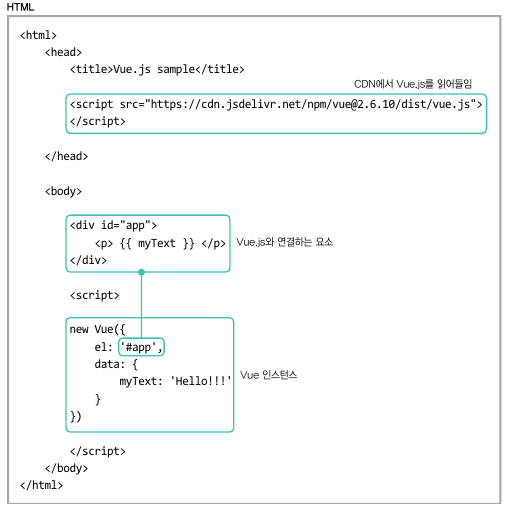 HTML
<html>
<head>
<title>Vue.js sample</title>
CDN에서 Vue.js를 읽어들임
<script src="https://cdn.jsdelivr.net/npm/vue@2.6.10/dist/vue.js">
</script>
</head>
<body>
<div id="app">
<p> {{ myText }} </p>
Vue.js와 연결하는 요소
</div>
<script>
new Vue({
el: '#app',
data: {
myText: 'Hello!!!'
Vue 인스턴스
}
})
</script>
</body>
</html>